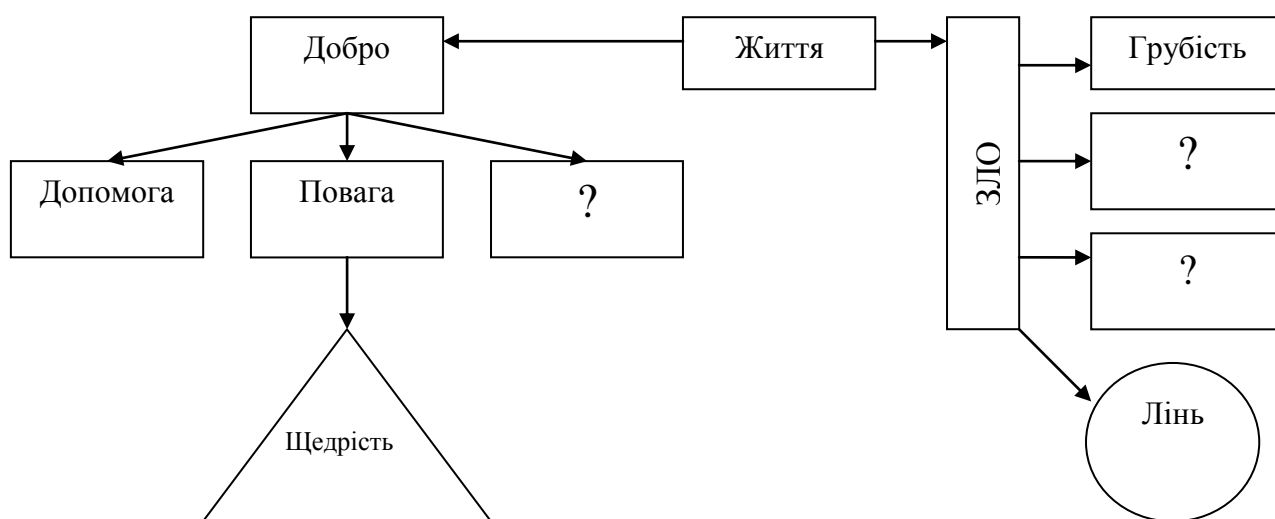 Добро
Життя
Грубість
Допомога
Повага
?
ЗЛО
?
?
Щедрість
Лінь